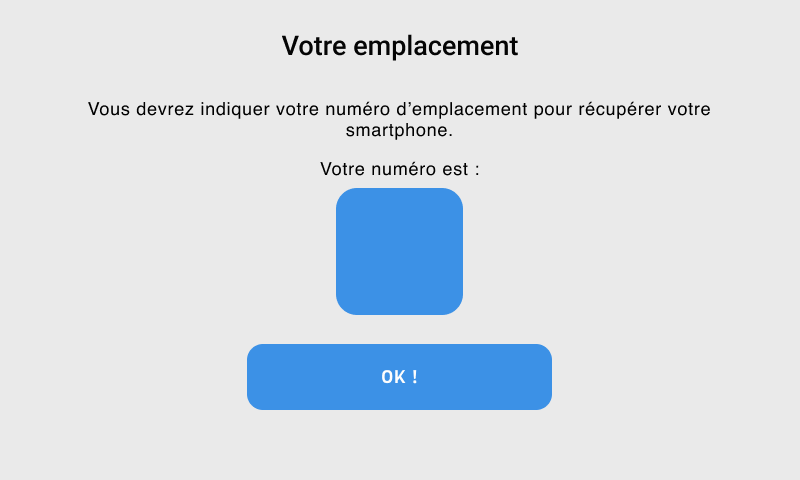 Votre emplacement
Vous devrez indiquer votre numéro d’emplacement pour récupérer votre
smartphone.
Votre numéro est :
OK !